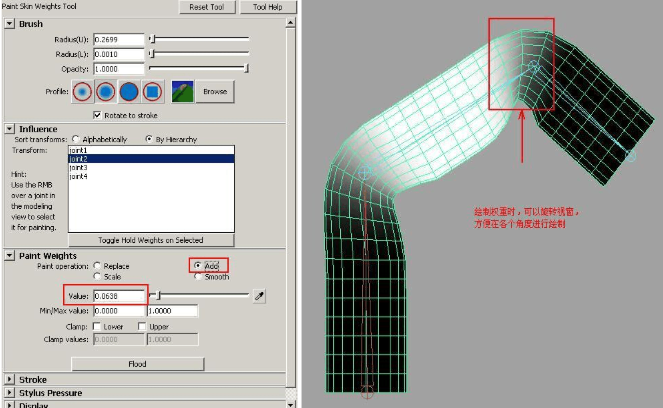 Paint Skin Weights Tool
Reset Tool
Tool Help
Brush
Radius(U): 0.2699
Radius(L): 0.0010
Opacity: 1.0000
Profile:
Browse
Rotate to stroke
Influence
Sort transforms: Alphabetically By Hierarchy
Transform:
joint1
joint2
joint3
joint4
Hint:
Use the RMB
over a joint in
the modeling
view to select
it for painting.
Toggle Hold Weights on Selected
Paint Weights
Paint operation: Replace Add
Scale Smooth
Value: 0.0638
Min/Max value: 0.0000 1.0000
Clamp: Lower Upper
Clamp values: 0.0000 1.0000
Flood
Stroke
Stylus Pressure
Display
绘制权重时，可以旋转视窗，
方便在各个角度进行绘制